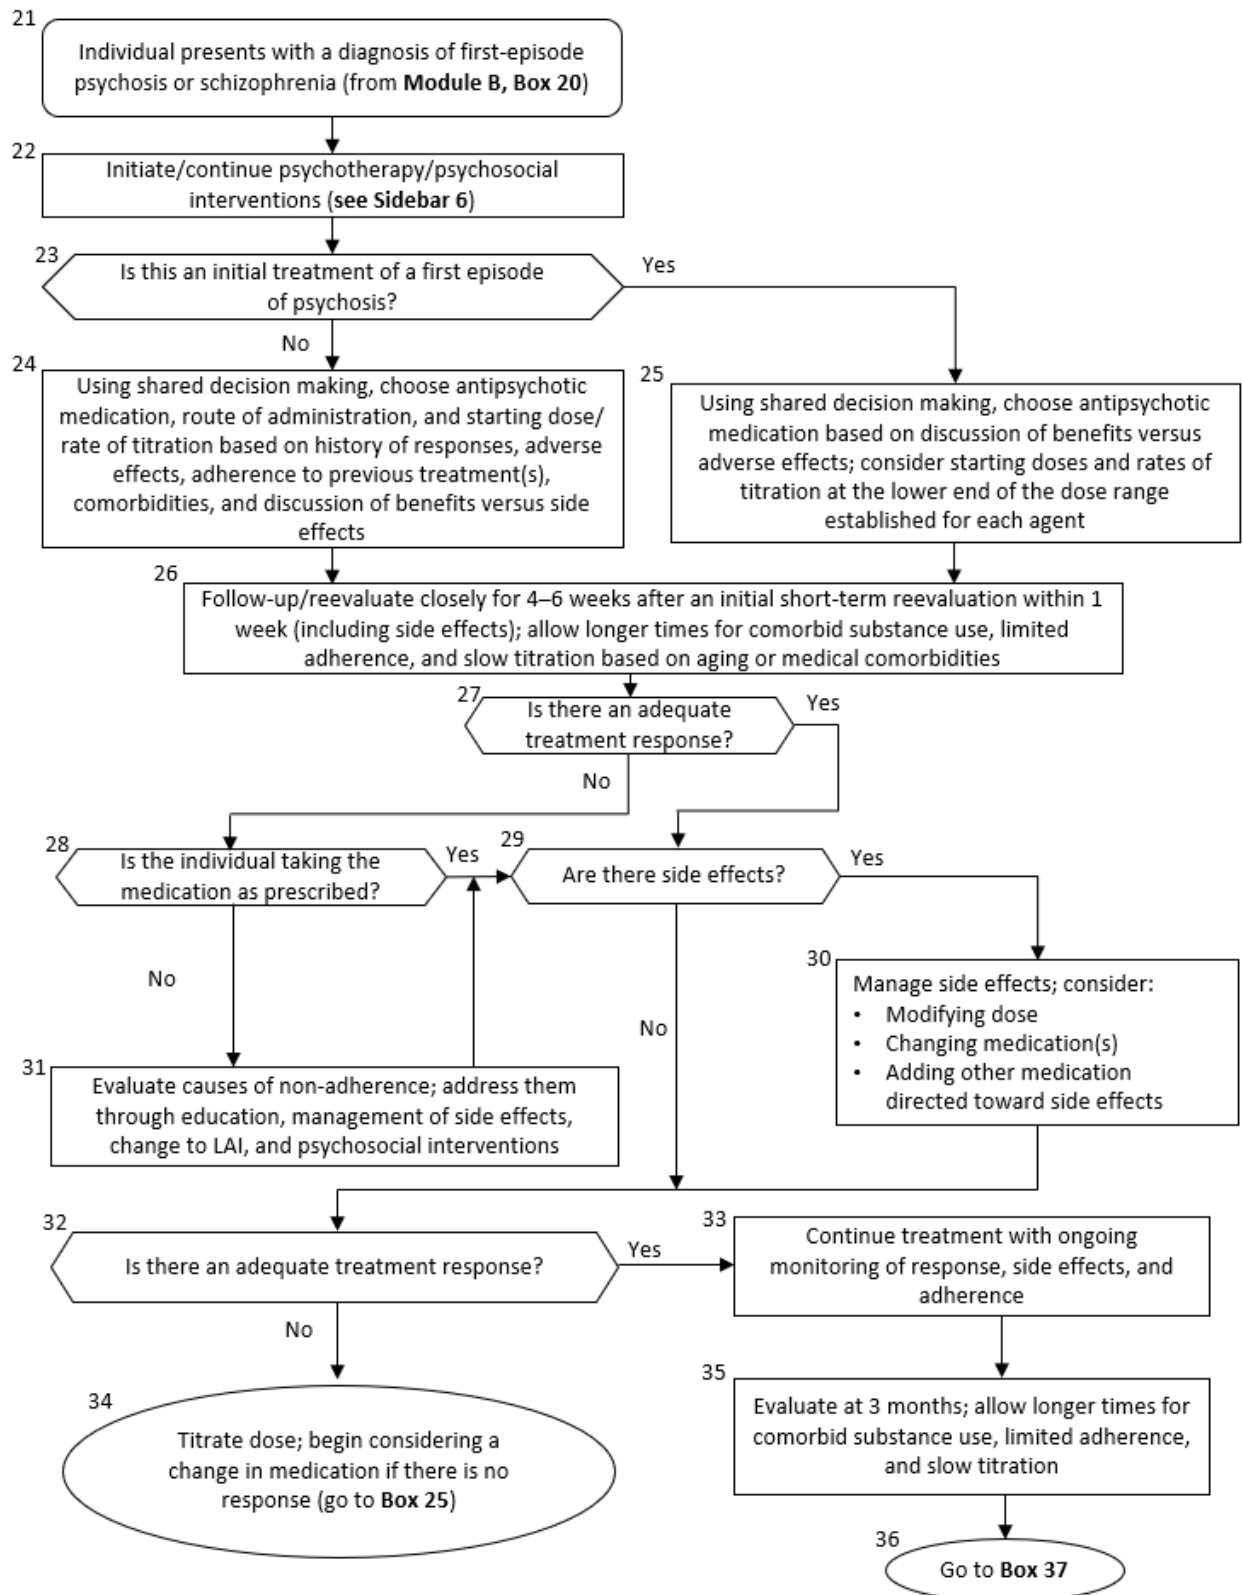 21
Individual presents with a diagnosis of first-episode
psychosis or schizophrenia (from Module B, Box 20)
22
Initiate/continue psychotherapy/psychosocial
interventions (see Sidebar 6)
23
Is this an initial treatment of a first episode
of psychosis?
Yes
No
24
Using shared decision making, choose antipsychotic
medication, route of administration, and starting dose/
rate of titration based on history of responses, adverse
effects, adherence to previous treatment(s),
comorbidities, and discussion of benefits versus side
effects
25
Using shared decision making, choose antipsychotic
medication based on discussion of benefits versus
adverse effects; consider starting doses and rates of
titration at the lower end of the dose range
established for each agent
26
Follow-up/reevaluate closely for 4–6 weeks after an initial short-term reevaluation within 1
week (including side effects); allow longer times for comorbid substance use, limited
adherence, and slow titration based on aging or medical comorbidities
27
Is there an adequate
treatment response?
Yes
No
28
Is the individual taking the
medication as prescribed?
Yes
No
29
Are there side effects?
Yes
No
30
Manage side effects; consider:
• Modifying dose
• Changing medication(s)
• Adding other medication
directed toward side effects
31
Evaluate causes of non-adherence; address them
through education, management of side effects,
change to LAI, and psychosocial interventions
32
Is there an adequate treatment response?
Yes
No
33
Continue treatment with ongoing
monitoring of response, side effects, and
adherence
34
Titrate dose; begin considering a
change in medication if there is no
response (go to Box 25)
35
Evaluate at 3 months; allow longer times for
comorbid substance use, limited adherence,
and slow titration
36
Go to Box 37